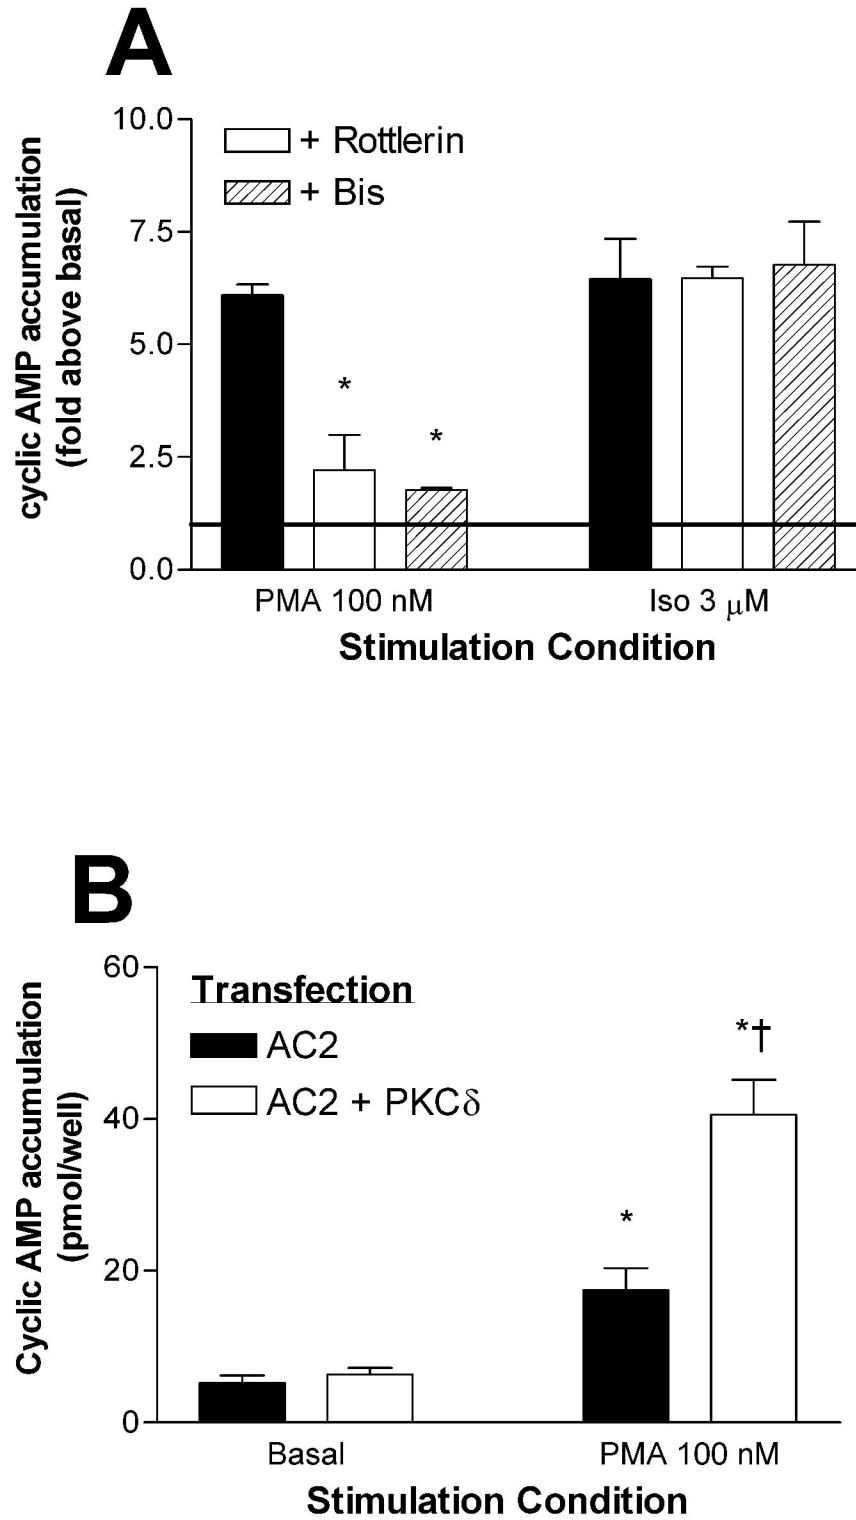 A
10.0
7.5
5.0
2.5
0.0
cyclic AMP accumulation
(fold above basal)
+ Rottlerin
+ Bis
*
*
PMA 100 nM
Iso 3 μM
Stimulation Condition
B
60
40
20
0
Cyclic AMP accumulation
(pmol/well)
Transfection
AC2
AC2 + PKCδ
*
*†
Basal
PMA 100 nM
Stimulation Condition